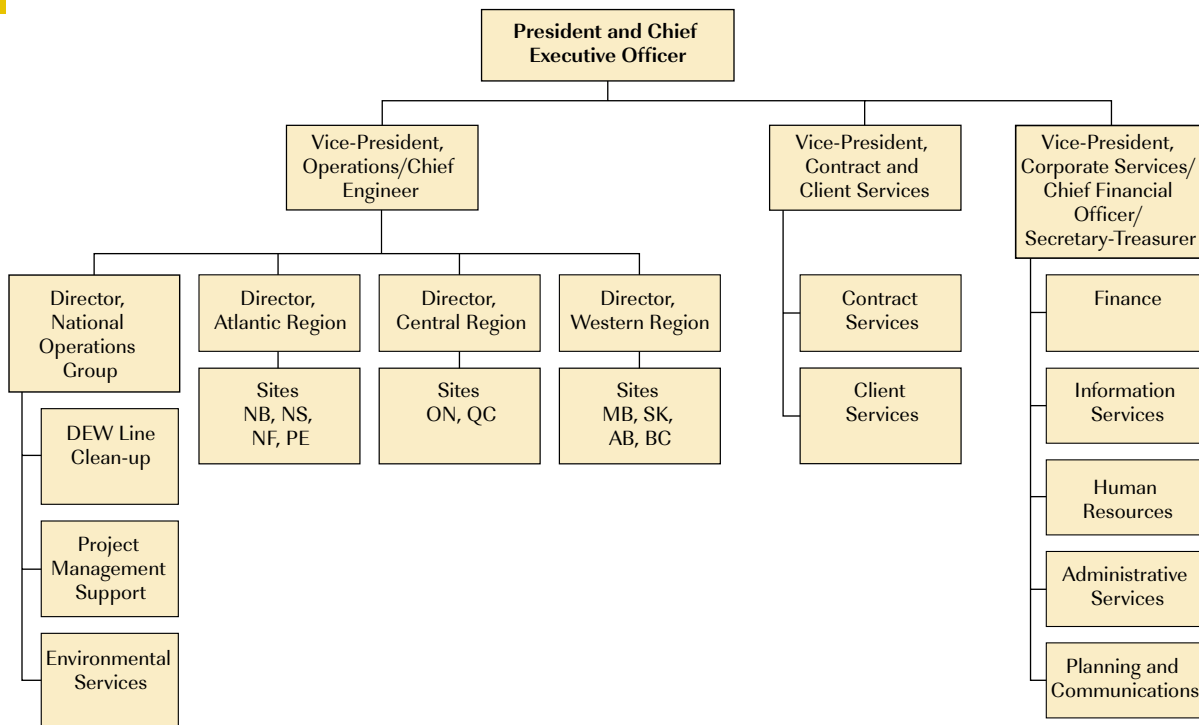 President and Chief
Executive Officer
Vice-President,
Operations/Chief
Engineer
Vice-President,
Contract and
Client Services
Vice-President,
Corporate Services/
Chief Financial
Officer/
Secretary-Treasurer
Director,
National
Operations
Group
Director,
Atlantic Region
Director,
Central Region
Director,
Western Region
Sites
NB, NS,
NF, PE
Sites
ON, QC
Sites
MB, SK,
AB, BC
DEW Line
Clean-up
Project
Management
Support
Environmental
Services
Contract
Services
Client
Services
Finance
Information
Services
Human
Resources
Administrative
Services
Planning and
Communications